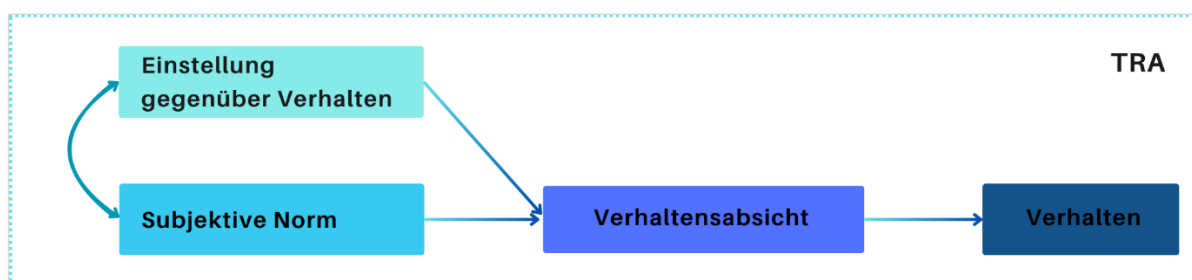 TRA
Einstellung
gegenüber Verhalten
Subjektive Norm
Verhaltensabsicht
Verhalten